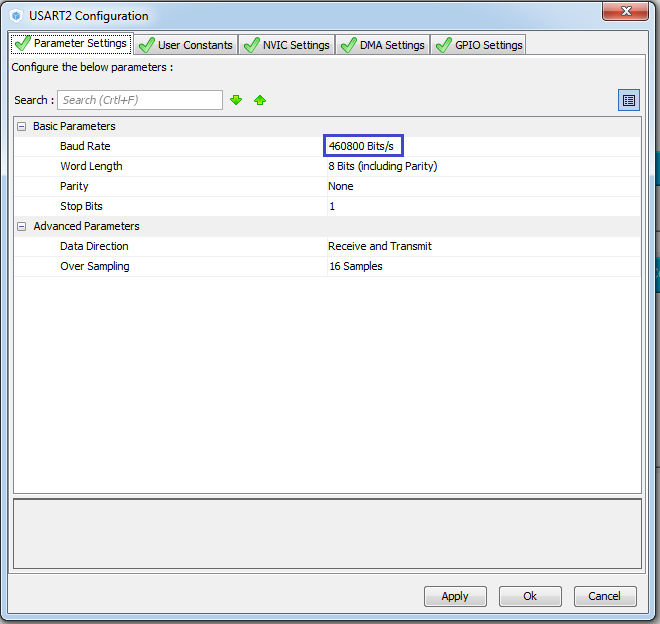 USART2 Configuration
Parameter Settings User Constants NVIC Settings DMA Settings GPIO Settings
Configure the below parameters :
Search : Search (Crtl+F)
Basic Parameters
Baud Rate 460800 Bits/s
Word Length 8 Bits (including Parity)
Parity None
Stop Bits 1
Advanced Parameters
Data Direction Receive and Transmit
Over Sampling 16 Samples
Apply Ok Cancel